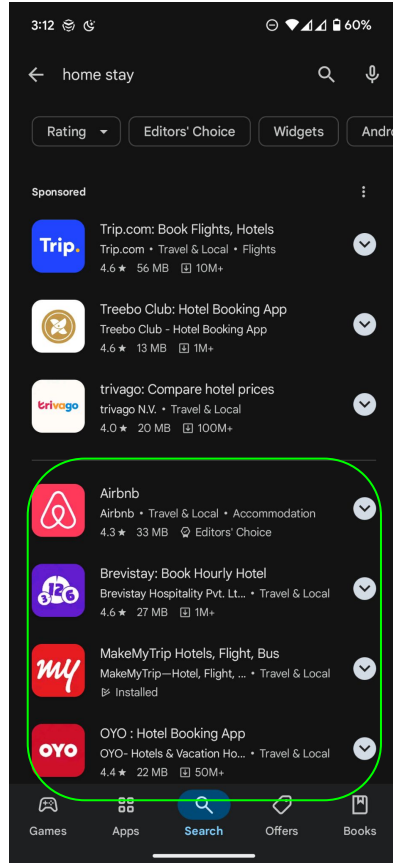 3:12 60%
home stay
Rating Editors' Choice Widgets Andr
Sponsored
Trip.
Trip.com: Book Flights, Hotels
Trip.com • Travel & Local • Flights
4.6★ 56 MB 10M+
Treebo Club: Hotel Booking App
Treebo Club - Hotel Booking App
4.6★ 13 MB 1M+
trivago
trivago: Compare hotel prices
trivago N.V. • Travel & Local
4.0★ 20 MB 100M+
Airbnb
Airbnb • Travel & Local • Accommodation
4.3★ 33 MB Editors' Choice
3126
Brevistay: Book Hourly Hotel
Brevistay Hospitality Pvt. Lt... • Travel & Local
4.6★ 27 MB 1M+
my
MakeMyTrip Hotels, Flight, Bus
MakeMyTrip—Hotel, Flight, ... • Travel & Local
Installed
OYO
OYO : Hotel Booking App
OYO- Hotels & Vacation Ho... • Travel & Local
4.4★ 22 MB 50M+
Games Apps Search Offers Books